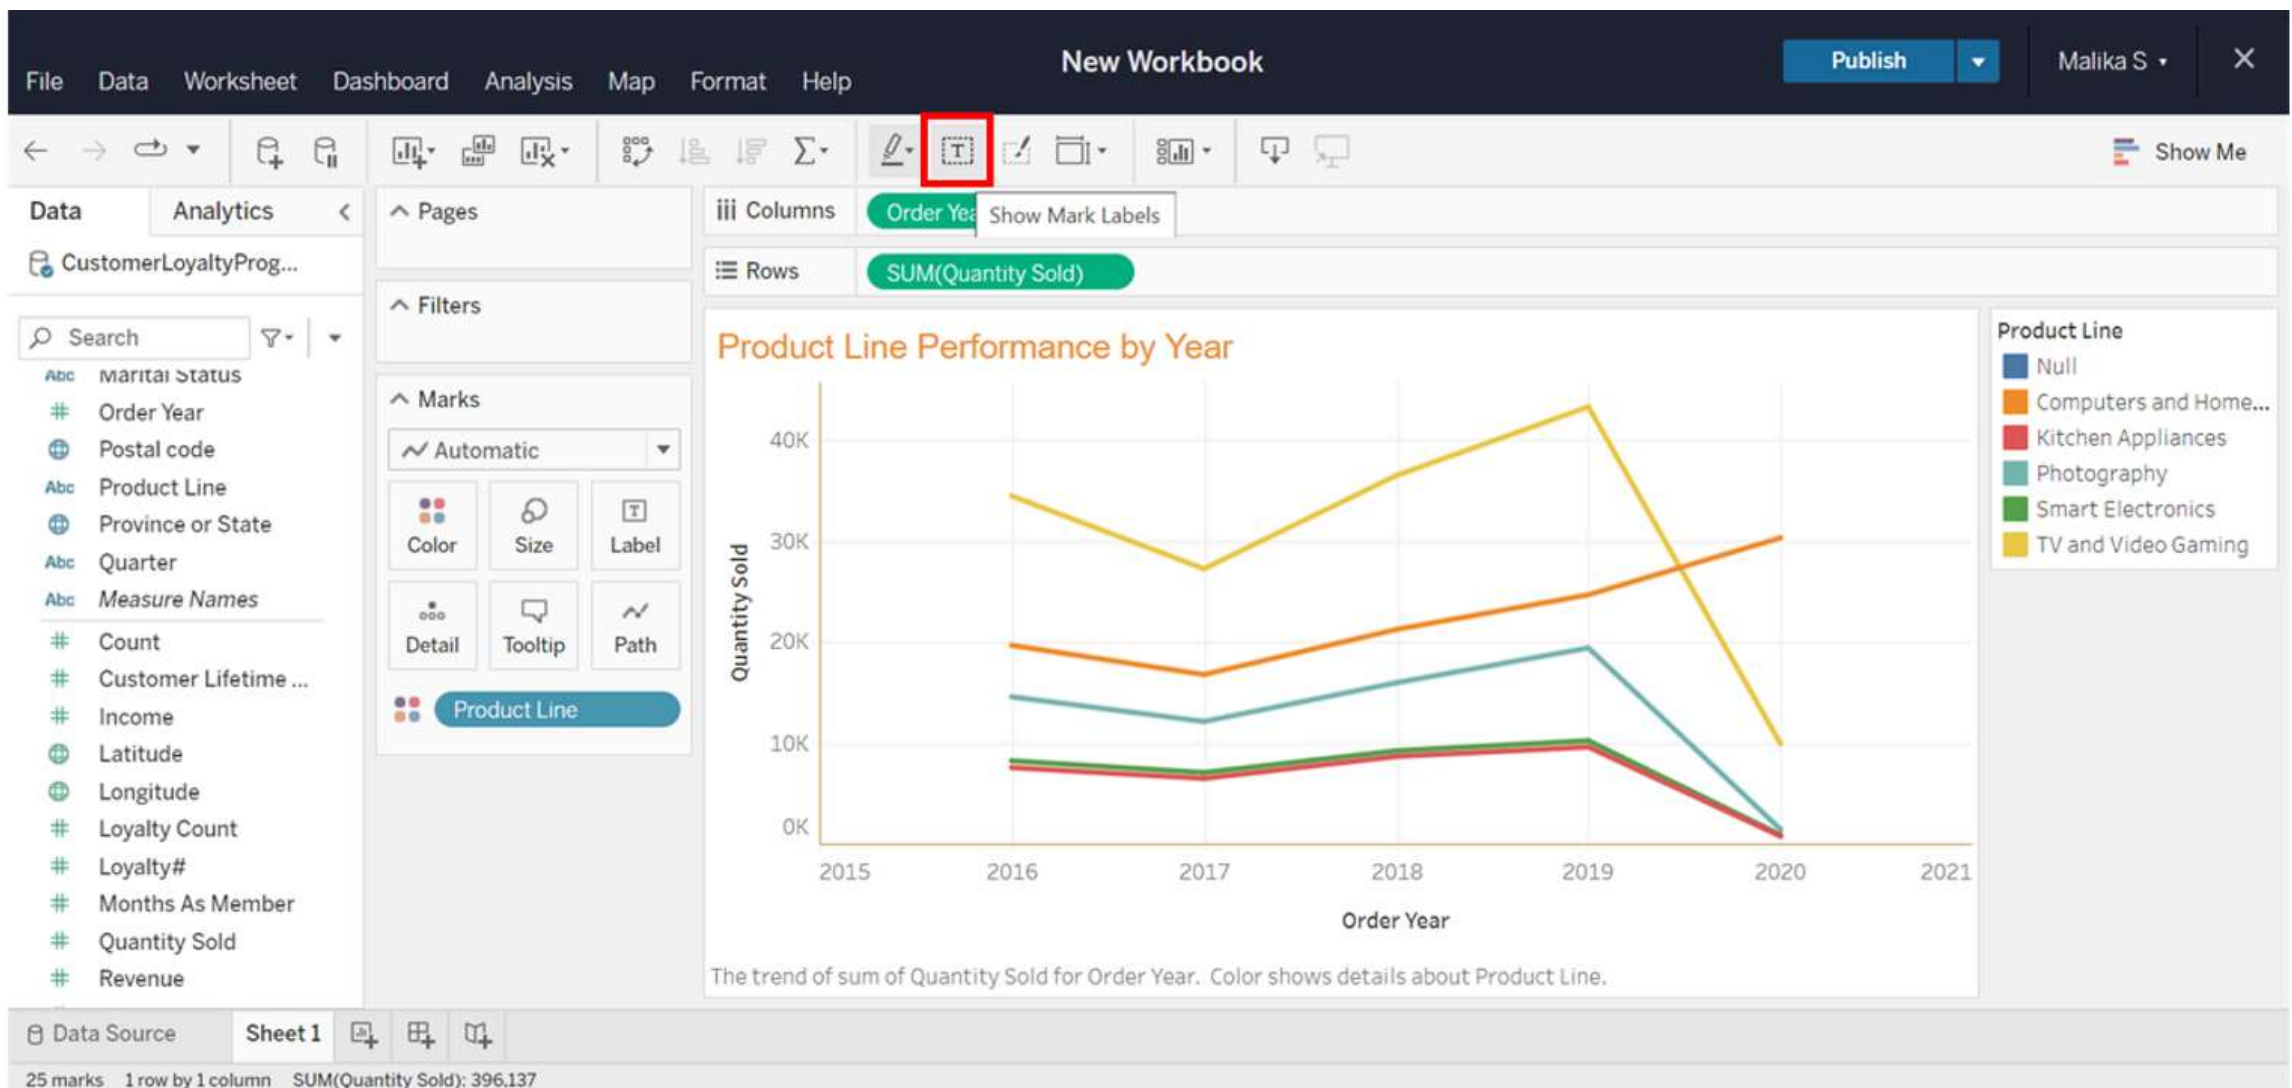 New Workbook
Publish
Malika S
File Data Worksheet Dashboard Analysis Map Format Help
Show Me
Data Analytics
CustomerLoyaltyProg...
Search
Abc Marital Status
# Order Year
Postal code
Abc Product Line
Province or State
Abc Quarter
Abc Measure Names
# Count
# Customer Lifetime ...
# Income
Latitude
Longitude
# Loyalty Count
# Loyalty#
# Months As Member
# Quantity Sold
# Revenue
Pages
Filters
Marks
Automatic
Color Size Label
Detail Tooltip Path
Product Line
Columns Order Yea
Show Mark Labels
Rows SUM(Quantity Sold)
Product Line Performance by Year
Quantity Sold
40K
30K
20K
10K
0K
2015 2016 2017 2018 2019 2020 2021
Order Year
The trend of sum of Quantity Sold for Order Year. Color shows details about Product Line.
Product Line
Null
Computers and Home...
Kitchen Appliances
Photography
Smart Electronics
TV and Video Gaming
Data Source Sheet 1
25 marks 1 row by 1 column SUM(Quantity Sold): 396,137